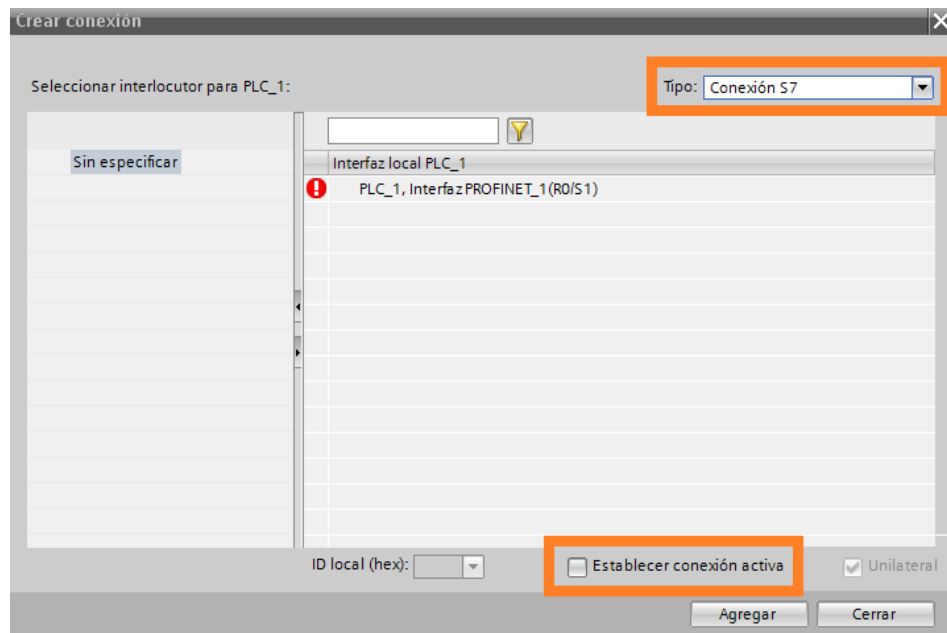 Crear conexión
Seleccionar interlocutor para PLC_1:
Tipo: Conexión S7
Sin especificar
Interfaz local PLC_1
PLC_1, Interfaz PROFINET_1(R0/S1)
ID local (hex):
Establecer conexión activa
Unilateral
Agregar
Cerrar